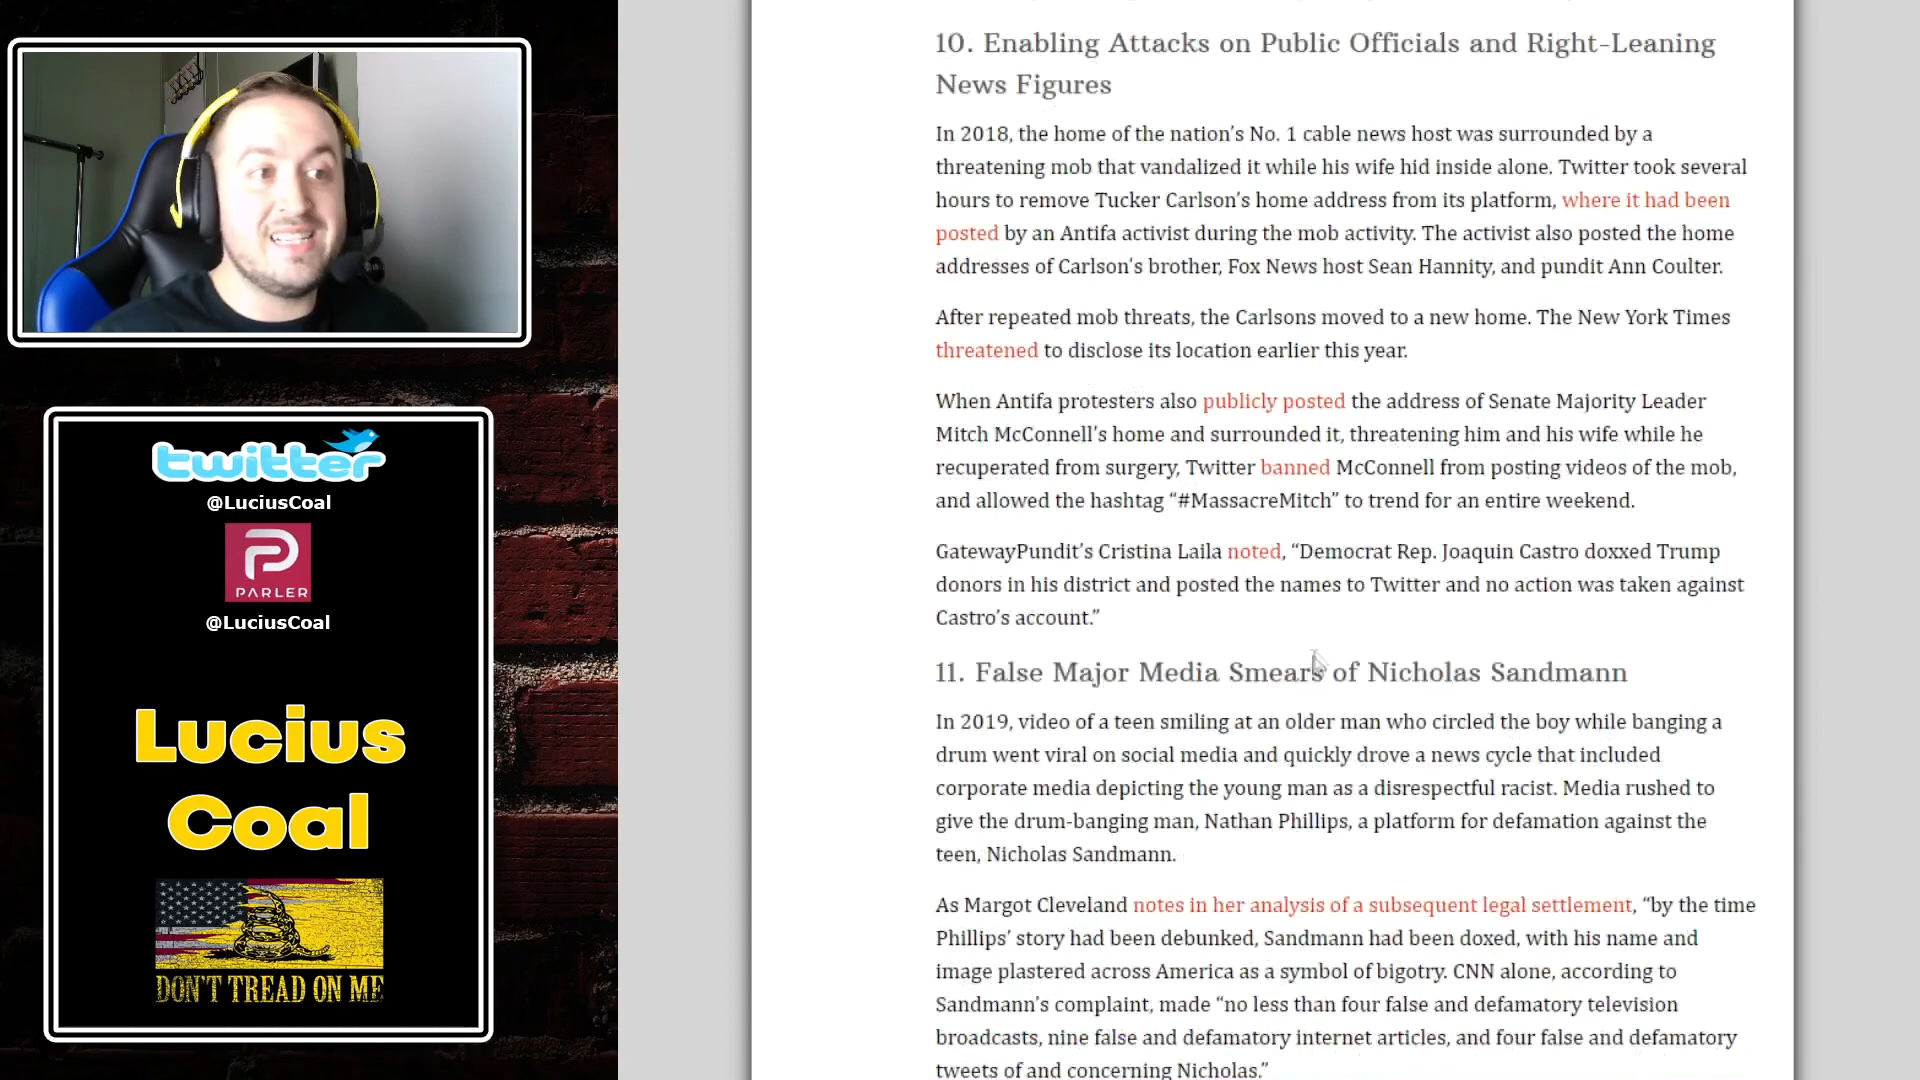 twitter
@LuciusCoal
PARLER
@LuciusCoal
Lucius
Coal
DON'T TREAD ON ME
10. Enabling Attacks on Public Officials and Right-Leaning
News Figures
In 2018, the home of the nation’s No. 1 cable news host was surrounded by a
threatening mob that vandalized it while his wife hid inside alone. Twitter took several
hours to remove Tucker Carlson’s home address from its platform, where it had been
posted by an Antifa activist during the mob activity. The activist also posted the home
addresses of Carlson’s brother, Fox News host Sean Hannity, and pundit Ann Coulter.
After repeated mob threats, the Carlsons moved to a new home. The New York Times
threatened to disclose its location earlier this year.
When Antifa protesters also publicly posted the address of Senate Majority Leader
Mitch McConnell’s home and surrounded it, threatening him and his wife while he
recuperated from surgery, Twitter banned McConnell from posting videos of the mob,
and allowed the hashtag “#MassacreMitch” to trend for an entire weekend.
GatewayPundit’s Cristina Laila noted, “Democrat Rep. Joaquin Castro doxxed Trump
donors in his district and posted the names to Twitter and no action was taken against
Castro’s account.”
11. False Major Media Smears of Nicholas Sandmann
In 2019, video of a teen smiling at an older man who circled the boy while banging a
drum went viral on social media and quickly drove a news cycle that included
corporate media depicting the young man as a disrespectful racist. Media rushed to
give the drum-banging man, Nathan Phillips, a platform for defamation against the
teen, Nicholas Sandmann.
As Margot Cleveland notes in her analysis of a subsequent legal settlement, “by the time
Phillips’ story had been debunked, Sandmann had been doxed, with his name and
image plastered across America as a symbol of bigotry. CNN alone, according to
Sandmann’s complaint, made “no less than four false and defamatory television
broadcasts, nine false and defamatory internet articles, and four false and defamatory
tweets of and concerning Nicholas.”